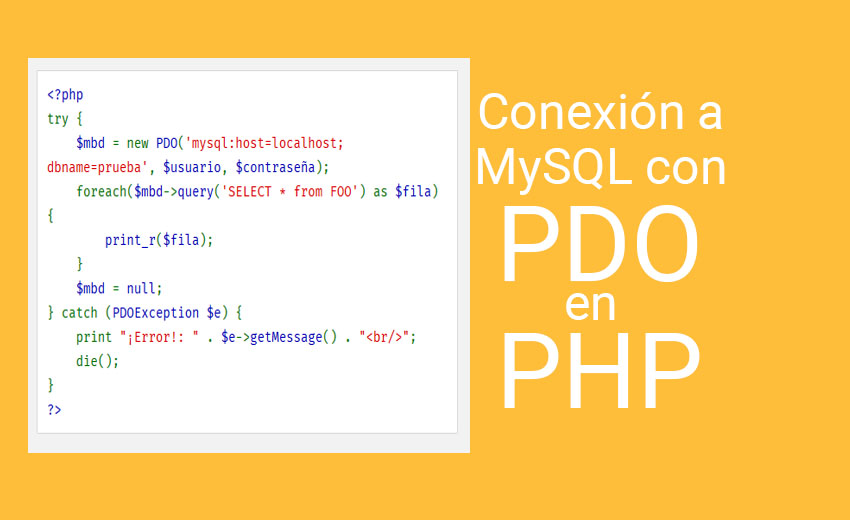 <?php
try {
    $mbd = new PDO('mysql:host=localhost;
dbname=prueba', $usuario, $contraseña);
    foreach($mbd->query('SELECT * from FOO') as $fila)
{
        print_r($fila);
    }
    $mbd = null;
} catch (PDOException $e) {
    print "¡Error!: " . $e->getMessage() . "<br/>";
    die();
}
?>
Conexión a
MySQL con
PDO
en
PHP